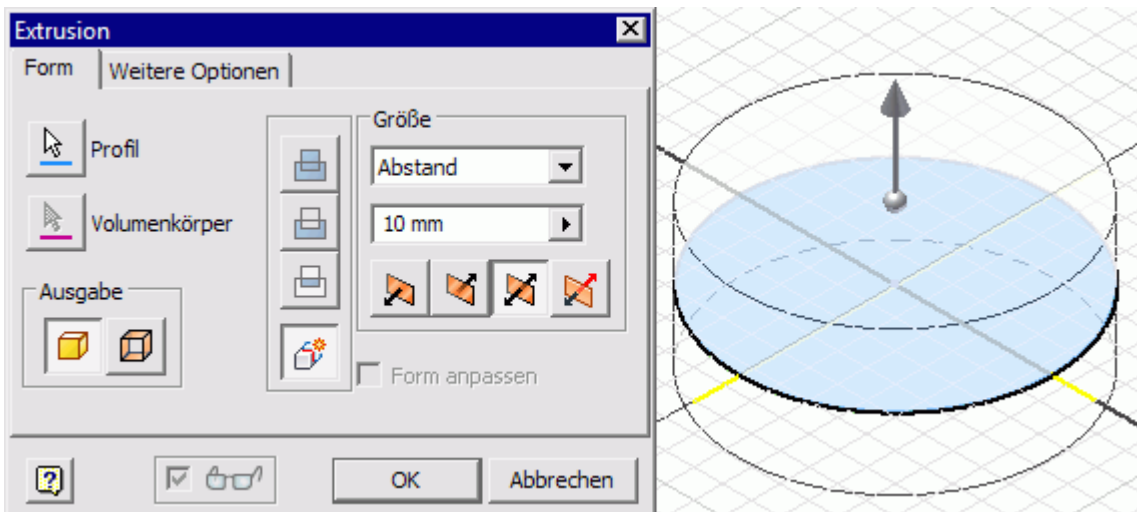 Extrusion
Form
Weitere Optionen
Profil
Volumenkörper
Ausgabe
Größe
Abstand
10 mm
Form anpassen
OK
Abbrechen